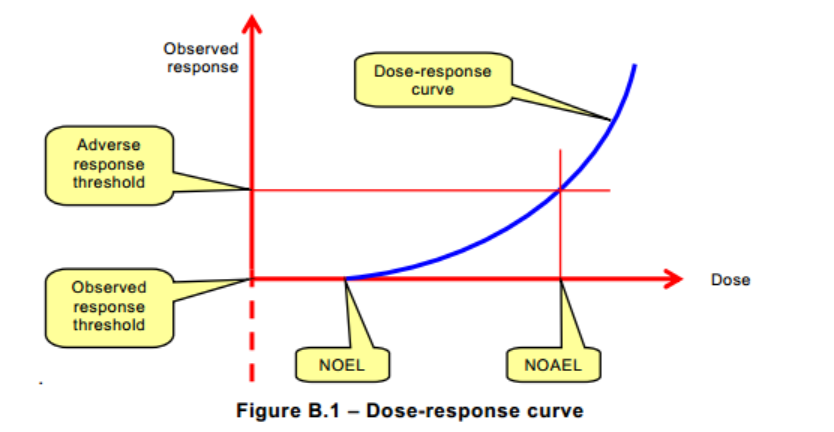 Observed
response
Dose-response
curve
Adverse
response
threshold
Observed
response
threshold
Dose
NOEL
NOAEL
Figure B.1 – Dose-response curve